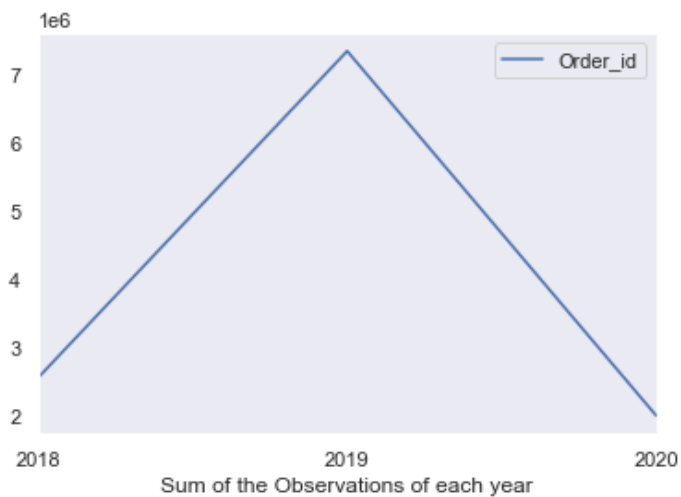 1e6
Order_id
7
6
5
4
3
2
2018 2019 2020
Sum of the Observations of each year